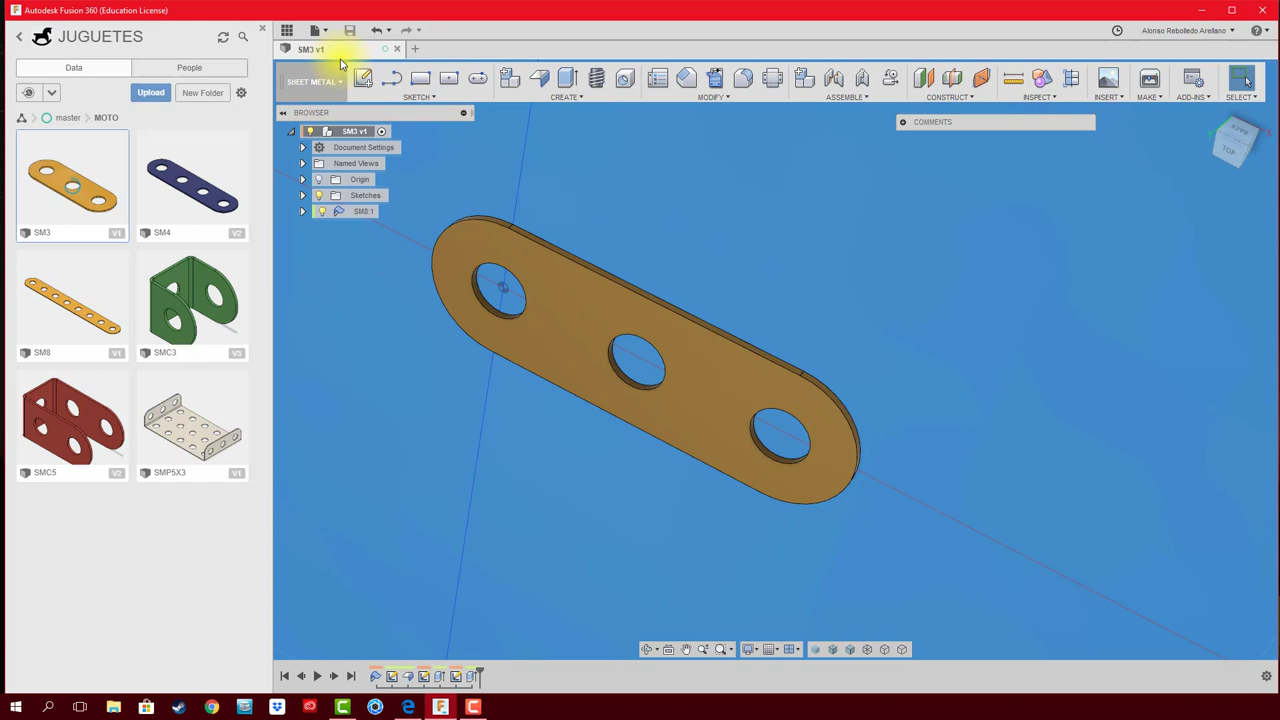 Autodesk Fusion 360 (Education License)
JUGUETES
Data
People
Upload
New Folder
master
MOTO
SM3
V1
SM4
V2
SM8
V1
SMC3
V3
SMC5
V2
SMP5X3
V1
SM3 v1
Alonso Rebolledo Arellano
SHEET METAL
SKETCH
CREATE
MODIFY
ASSEMBLE
CONSTRUCT
INSPECT
INSERT
MAKE
ADD-INS
SELECT
BROWSER
SM3 v1
Document Settings
Named Views
Origin
Sketches
SM8:1
COMMENTS
BACK
TOP